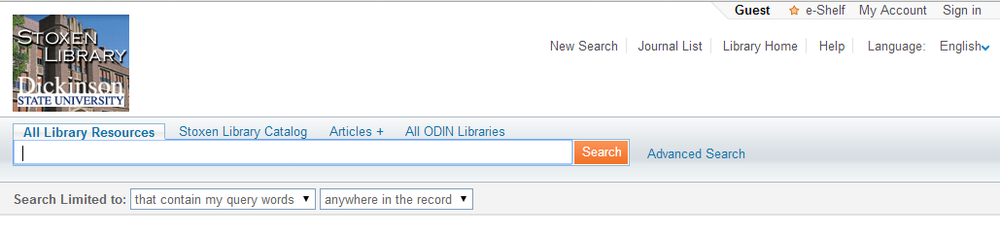 Guest e-Shelf My Account Sign in
STOXEN
LIBRARY
Dickinson
STATE UNIVERSITY
New Search Journal List Library Home Help Language: English
All Library Resources Stoxen Library Catalog Articles + All ODIN Libraries
Search Advanced Search
Search Limited to: that contain my query words anywhere in the record